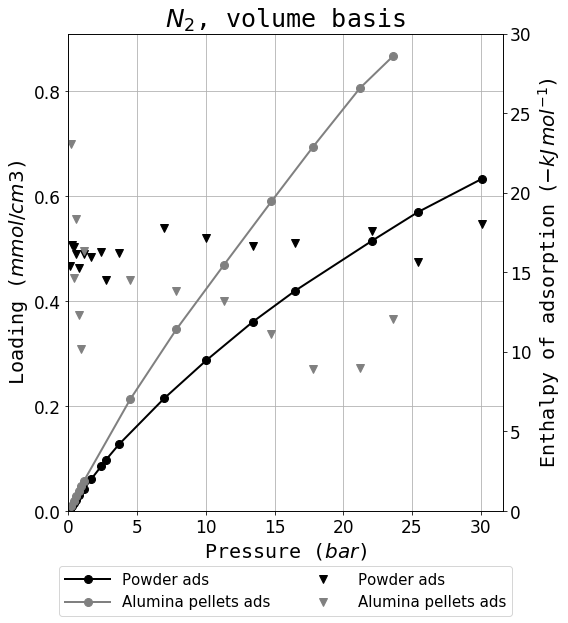 N2, volume basis
Loading (mmol/cm3)
0.8
0.6
0.4
0.2
0.0
30
25
20
15
10
5
0
Enthalpy of adsorption (−kJ mol−1)
0 5 10 15 20 25 30
Pressure (bar)
Powder ads Powder ads
Alumina pellets ads Alumina pellets ads